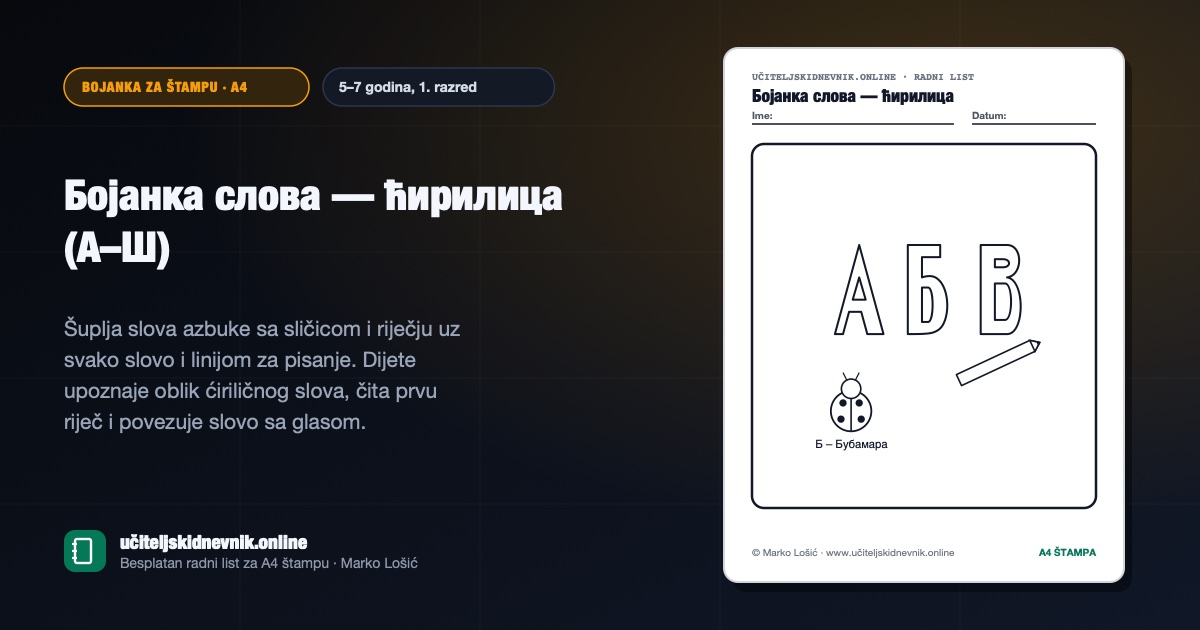 BOJANKA ZA ŠTAMPU · A4
5–7 godina, 1. razred
Бојанка слова — ћирилица
(А–Ш)
Šuplja slova azbuke sa sličicom i riječju uz
svako slovo i linijom za pisanje. Dijete
upoznaje oblik ćiriličnog slova, čita prvu
riječ i povezuje slovo sa glasom.
učiteljskidnevnik.online
Besplatan radni list za A4 štampu · Marko Lošić
UČITELJSKIDNEVNIK.ONLINE · RADNI LIST
Бојанка слова — ћирилица
Ime:
Datum:
А Б В
Б – Бубамара
© Marko Lošić · www.učiteljskidnevnik.online
A4 ŠTAMPA